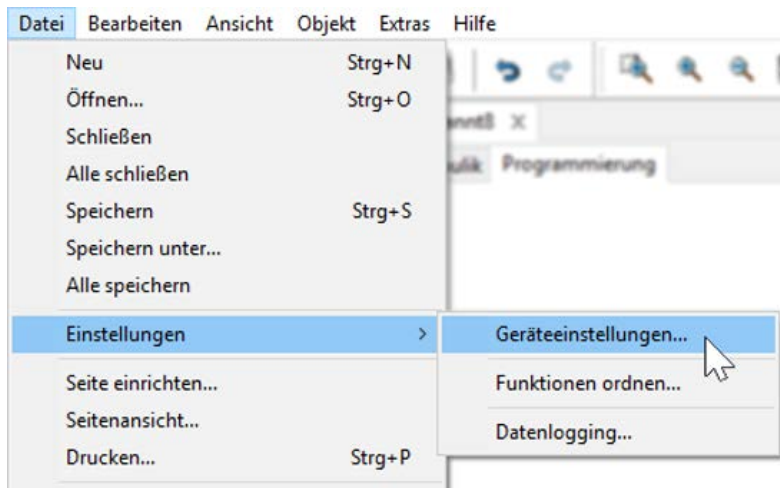 Datei Bearbeiten Ansicht Objekt Extras Hilfe
Neu Strg+N
Öffnen... Strg+O
Schließen
Alle schließen
Speichern Strg+S
Speichern unter...
Alle speichern
Einstellungen >
Seite einrichten...
Seitenansicht...
Drucken... Strg+P
Geräteeinstellungen...
Funktionen ordnen...
Datenlogging...
Programmierung